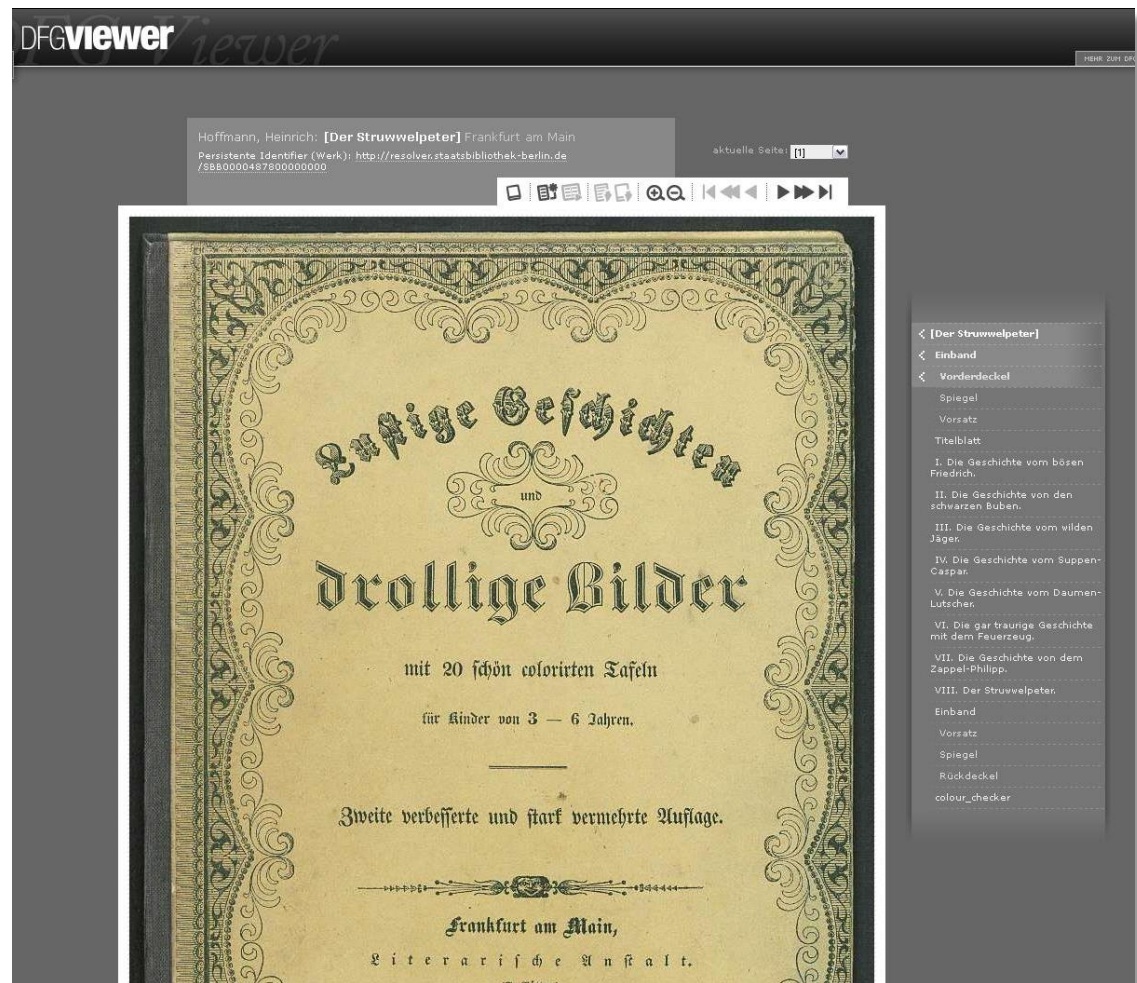 DFGVIEWER
DFG Viewer
MEHR ZUM DFG
Hoffmann, Heinrich: [Der Struwwelpeter] Frankfurt am Main
Persistente Identifier (Werk): http://resolver.staatsbibliothek-berlin.de
/SBB0000487800000000
aktuelle Seite: [1]
Luſtige Geſchichten
und
drollige Bilder
mit 20 ſchön colorirten Tafeln
für Kinder von 3 — 6 Jahren.
Zweite verbeſſerte und ſtark vermehrte Auflage.
Frankfurt am Main,
Literariſche Anſtalt.
[Der Struwwelpeter]
Einband
Vorderdeckel
Spiegel
Vorsatz
Titelblatt
I. Die Geschichte vom bösen
Friedrich.
II. Die Geschichte von den
schwarzen Buben.
III. Die Geschichte vom wilden
Jäger.
IV. Die Geschichte vom Suppen-
Caspar.
V. Die Geschichte vom Daumen-
Lutscher.
VI. Die gar traurige Geschichte
mit dem Feuerzeug.
VII. Die Geschichte von dem
Zappel-Philipp.
VIII. Der Struwwelpeter.
Einband
Vorsatz
Spiegel
Rückdeckel
colour_checker